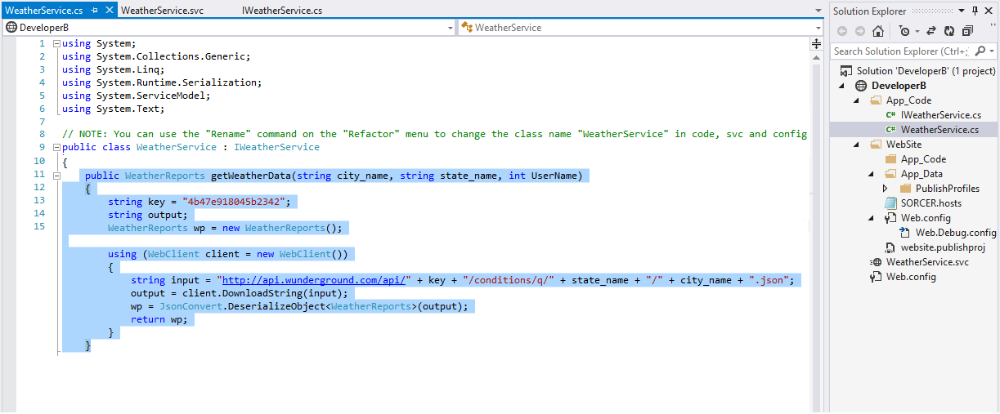 WeatherService.cs WeatherService.svc IWeatherService.cs
DeveloperB WeatherService
1 using System;
2 using System.Collections.Generic;
3 using System.Linq;
4 using System.Runtime.Serialization;
5 using System.ServiceModel;
6 using System.Text;
7
8 // NOTE: You can use the "Rename" command on the "Refactor" menu to change the class name "WeatherService" in code, svc and config
9 public class WeatherService : IWeatherService
10 {
11 public WeatherReports getWeatherData(string city_name, string state_name, int UserName)
12 {
13 string key = "4b47e918045b2342";
14 string output;
15 WeatherReports wp = new WeatherReports();
using (WebClient client = new WebClient())
{
string input = "http://api.wunderground.com/api/" + key + "/conditions/q/" + state_name + "/" + city_name + ".json";
output = client.DownloadString(input);
wp = JsonConvert.DeserializeObject<WeatherReports>(output);
return wp;
}
}
Solution Explorer
Search Solution Explorer (Ctrl+;)
Solution 'DeveloperB' (1 project)
DeveloperB
App_Code
IWeatherService.cs
WeatherService.cs
WebSite
App_Code
App_Data
PublishProfiles
SORCER.hosts
Web.config
Web.Debug.config
website.publishproj
WeatherService.svc
Web.config